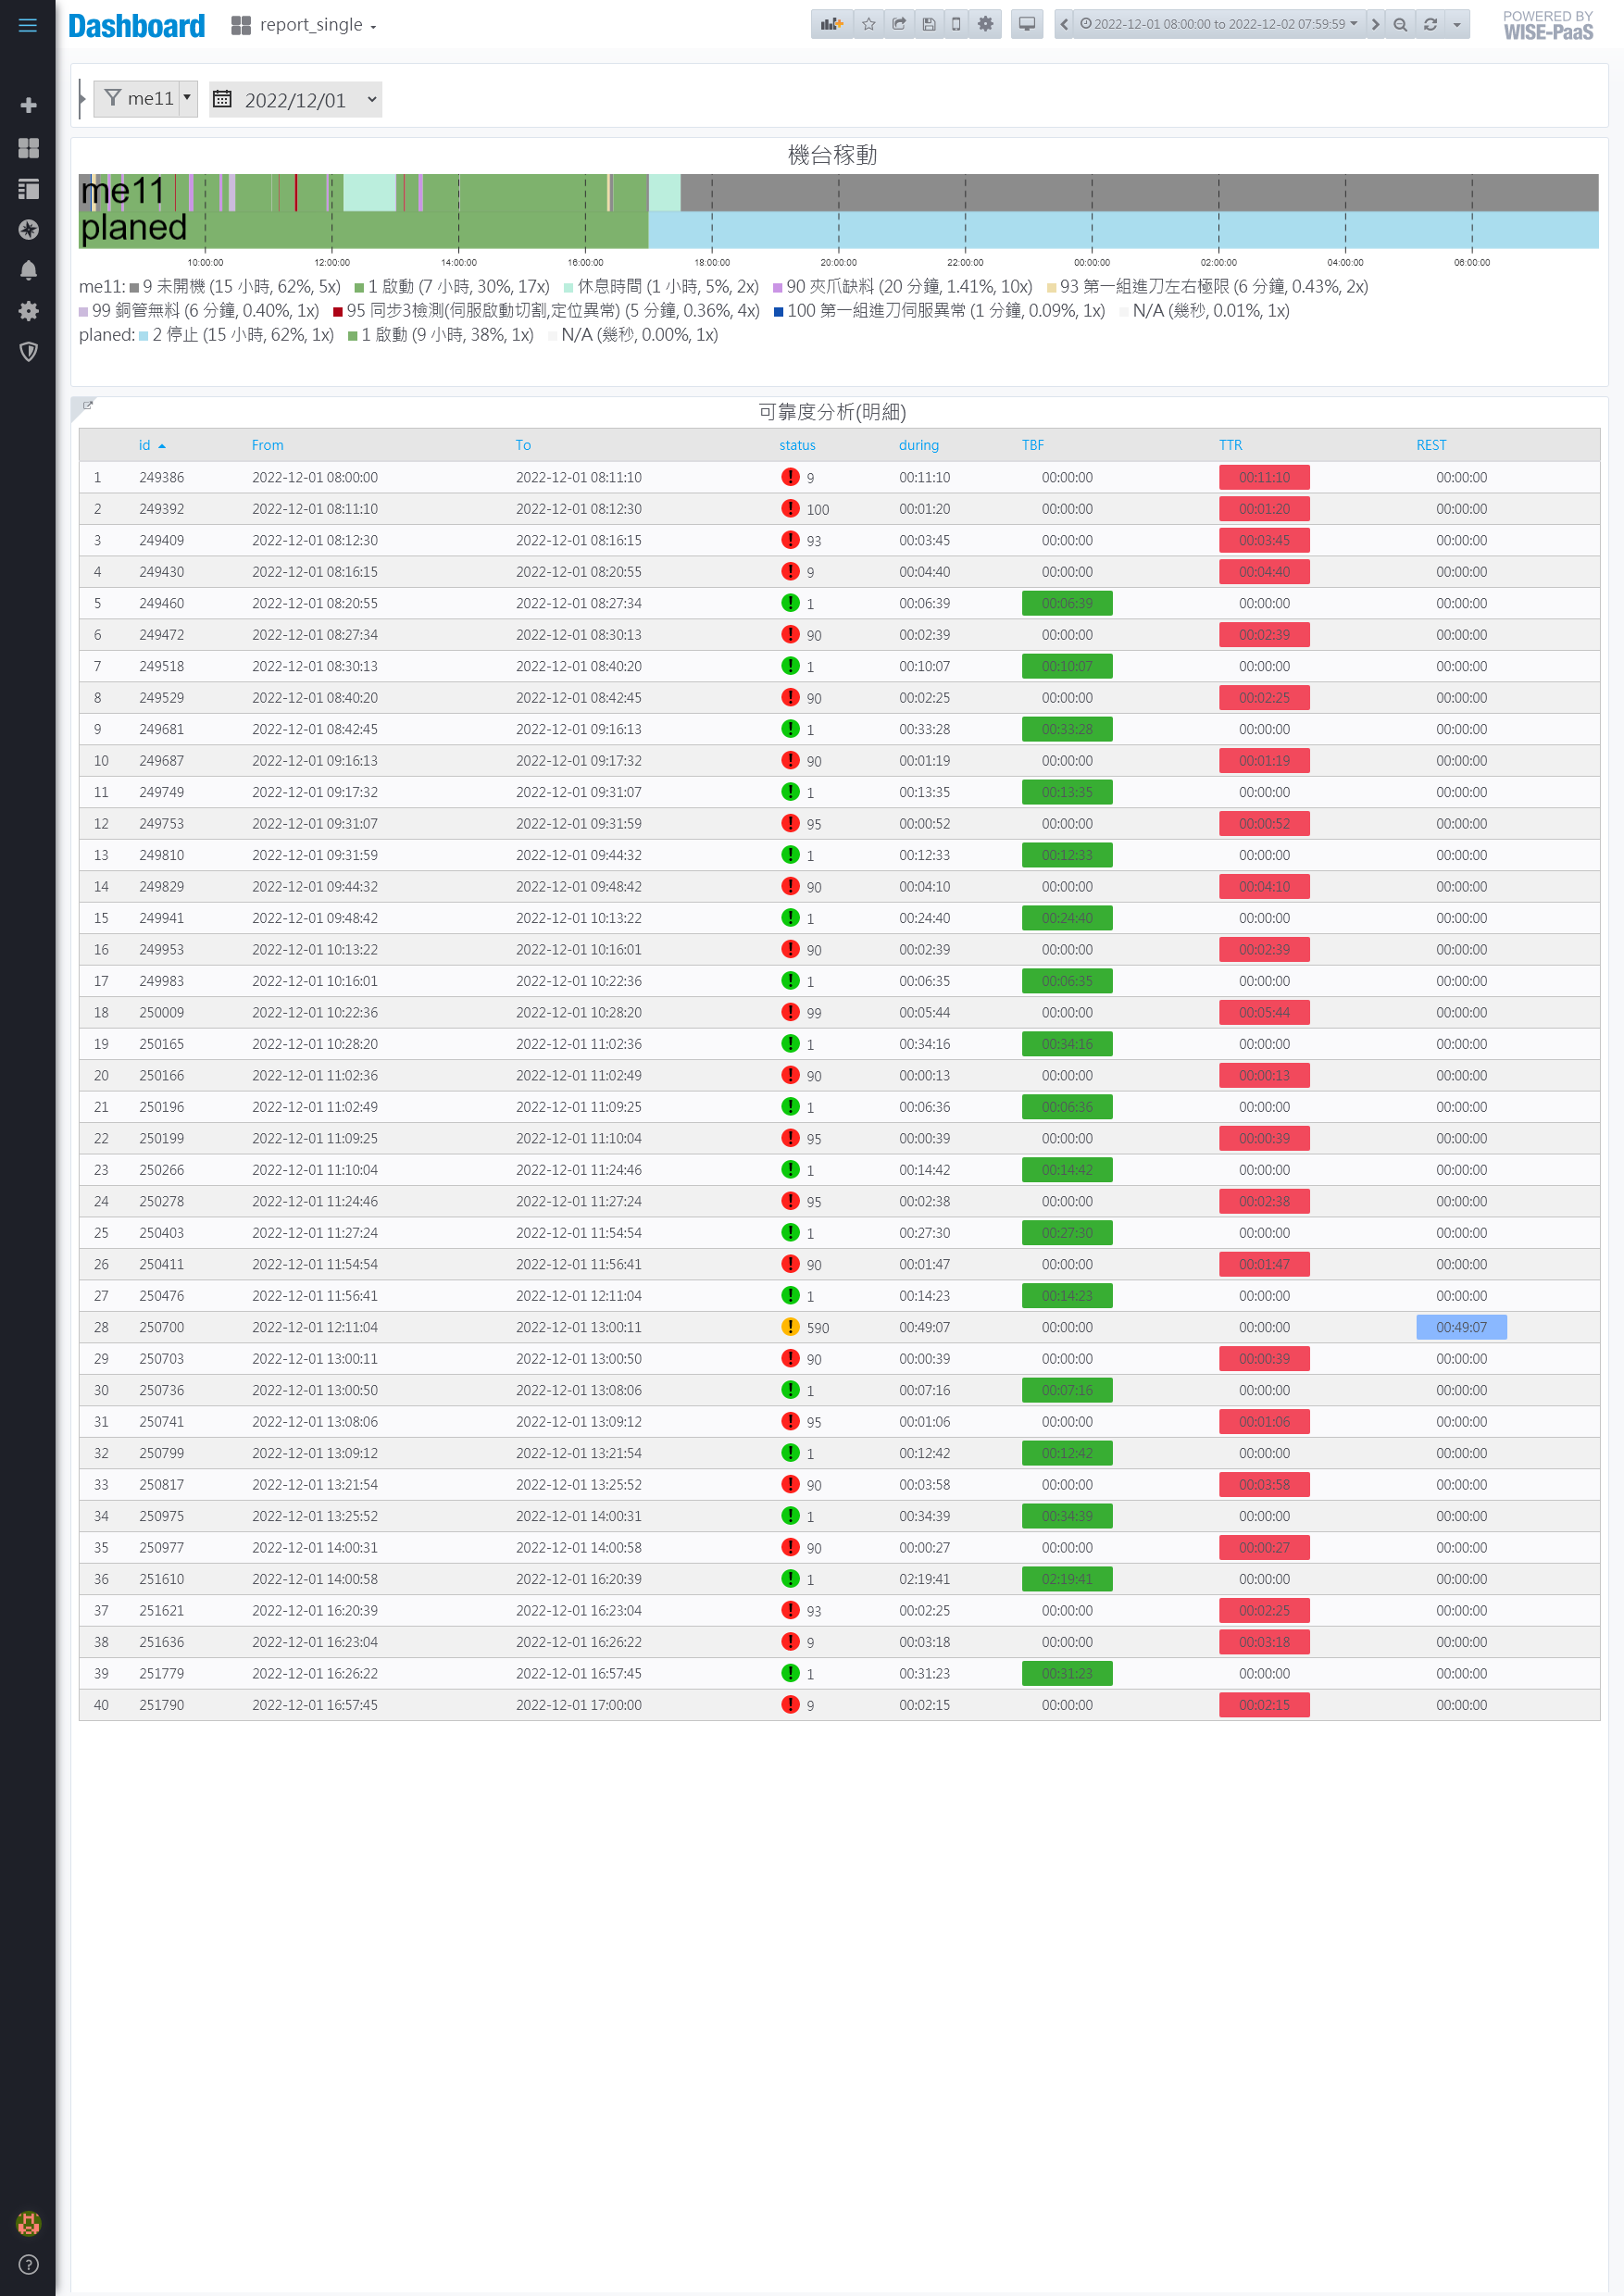 Dashboard report_single 2022-12-01 08:00:00 to 2022-12-02 07:59:59 POWERED BY WISE-PaaS
me11 2022/12/01
機台稼動
me11
planed
10:00:00 12:00:00 14:00:00 16:00:00 18:00:00 20:00:00 22:00:00 00:00:00 02:00:00 04:00:00 06:00:00
me11: 9 未開機 (15 小時, 62%, 5x) 1 啟動 (7 小時, 30%, 17x) 休息時間 (1 小時, 5%, 2x) 90 夾爪缺料 (20 分鐘, 1.41%, 10x) 93 第一組進刀左右極限 (6 分鐘, 0.43%, 2x)
99 銅管無料 (6 分鐘, 0.40%, 1x) 95 同步3檢測(伺服啟動切割,定位異常) (5 分鐘, 0.36%, 4x) 100 第一組進刀伺服異常 (1 分鐘, 0.09%, 1x) N/A (幾秒, 0.01%, 1x)
planed: 2 停止 (15 小時, 62%, 1x) 1 啟動 (9 小時, 38%, 1x) N/A (幾秒, 0.00%, 1x)
可靠度分析(明細)
id From To status during TBF TTR REST
1 249386 2022-12-01 08:00:00 2022-12-01 08:11:10 9 00:11:10 00:00:00 00:11:10 00:00:00
2 249392 2022-12-01 08:11:10 2022-12-01 08:12:30 100 00:01:20 00:00:00 00:01:20 00:00:00
3 249409 2022-12-01 08:12:30 2022-12-01 08:16:15 93 00:03:45 00:00:00 00:03:45 00:00:00
4 249430 2022-12-01 08:16:15 2022-12-01 08:20:55 9 00:04:40 00:00:00 00:04:40 00:00:00
5 249460 2022-12-01 08:20:55 2022-12-01 08:27:34 1 00:06:39 00:06:39 00:00:00 00:00:00
6 249472 2022-12-01 08:27:34 2022-12-01 08:30:13 90 00:02:39 00:00:00 00:02:39 00:00:00
7 249518 2022-12-01 08:30:13 2022-12-01 08:40:20 1 00:10:07 00:10:07 00:00:00 00:00:00
8 249529 2022-12-01 08:40:20 2022-12-01 08:42:45 90 00:02:25 00:00:00 00:02:25 00:00:00
9 249681 2022-12-01 08:42:45 2022-12-01 09:16:13 1 00:33:28 00:33:28 00:00:00 00:00:00
10 249687 2022-12-01 09:16:13 2022-12-01 09:17:32 90 00:01:19 00:00:00 00:01:19 00:00:00
11 249749 2022-12-01 09:17:32 2022-12-01 09:31:07 1 00:13:35 00:13:35 00:00:00 00:00:00
12 249753 2022-12-01 09:31:07 2022-12-01 09:31:59 95 00:00:52 00:00:00 00:00:52 00:00:00
13 249810 2022-12-01 09:31:59 2022-12-01 09:44:32 1 00:12:33 00:12:33 00:00:00 00:00:00
14 249829 2022-12-01 09:44:32 2022-12-01 09:48:42 90 00:04:10 00:00:00 00:04:10 00:00:00
15 249941 2022-12-01 09:48:42 2022-12-01 10:13:22 1 00:24:40 00:24:40 00:00:00 00:00:00
16 249953 2022-12-01 10:13:22 2022-12-01 10:16:01 90 00:02:39 00:00:00 00:02:39 00:00:00
17 249983 2022-12-01 10:16:01 2022-12-01 10:22:36 1 00:06:35 00:06:35 00:00:00 00:00:00
18 250009 2022-12-01 10:22:36 2022-12-01 10:28:20 99 00:05:44 00:00:00 00:05:44 00:00:00
19 250165 2022-12-01 10:28:20 2022-12-01 11:02:36 1 00:34:16 00:34:16 00:00:00 00:00:00
20 250166 2022-12-01 11:02:36 2022-12-01 11:02:49 90 00:00:13 00:00:00 00:00:13 00:00:00
21 250196 2022-12-01 11:02:49 2022-12-01 11:09:25 1 00:06:36 00:06:36 00:00:00 00:00:00
22 250199 2022-12-01 11:09:25 2022-12-01 11:10:04 95 00:00:39 00:00:00 00:00:39 00:00:00
23 250266 2022-12-01 11:10:04 2022-12-01 11:24:46 1 00:14:42 00:14:42 00:00:00 00:00:00
24 250278 2022-12-01 11:24:46 2022-12-01 11:27:24 95 00:02:38 00:00:00 00:02:38 00:00:00
25 250403 2022-12-01 11:27:24 2022-12-01 11:54:54 1 00:27:30 00:27:30 00:00:00 00:00:00
26 250411 2022-12-01 11:54:54 2022-12-01 11:56:41 90 00:01:47 00:00:00 00:01:47 00:00:00
27 250476 2022-12-01 11:56:41 2022-12-01 12:11:04 1 00:14:23 00:14:23 00:00:00 00:00:00
28 250700 2022-12-01 12:11:04 2022-12-01 13:00:11 590 00:49:07 00:00:00 00:00:00 00:49:07
29 250703 2022-12-01 13:00:11 2022-12-01 13:00:50 90 00:00:39 00:00:00 00:00:39 00:00:00
30 250736 2022-12-01 13:00:50 2022-12-01 13:08:06 1 00:07:16 00:07:16 00:00:00 00:00:00
31 250741 2022-12-01 13:08:06 2022-12-01 13:09:12 95 00:01:06 00:00:00 00:01:06 00:00:00
32 250799 2022-12-01 13:09:12 2022-12-01 13:21:54 1 00:12:42 00:12:42 00:00:00 00:00:00
33 250817 2022-12-01 13:21:54 2022-12-01 13:25:52 90 00:03:58 00:00:00 00:03:58 00:00:00
34 250975 2022-12-01 13:25:52 2022-12-01 14:00:31 1 00:34:39 00:34:39 00:00:00 00:00:00
35 250977 2022-12-01 14:00:31 2022-12-01 14:00:58 90 00:00:27 00:00:00 00:00:27 00:00:00
36 251610 2022-12-01 14:00:58 2022-12-01 16:20:39 1 02:19:41 02:19:41 00:00:00 00:00:00
37 251621 2022-12-01 16:20:39 2022-12-01 16:23:04 93 00:02:25 00:00:00 00:02:25 00:00:00
38 251636 2022-12-01 16:23:04 2022-12-01 16:26:22 9 00:03:18 00:00:00 00:03:18 00:00:00
39 251779 2022-12-01 16:26:22 2022-12-01 16:57:45 1 00:31:23 00:31:23 00:00:00 00:00:00
40 251790 2022-12-01 16:57:45 2022-12-01 17:00:00 9 00:02:15 00:00:00 00:02:15 00:00:00